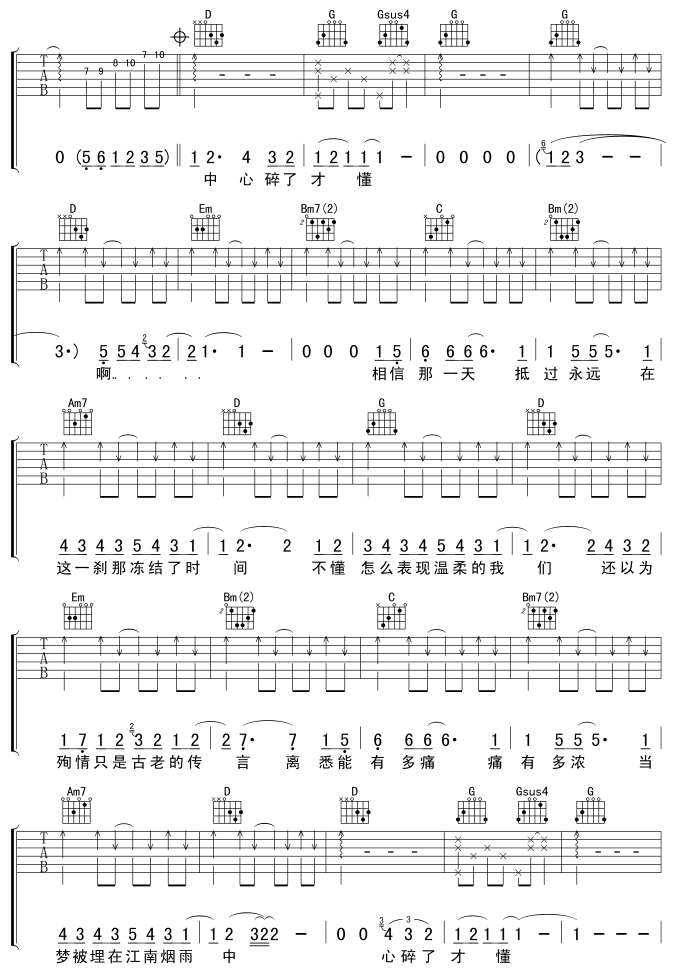 D G Gsus4 G G
T A B 7 9 8 10 7 10
0 (5 6 1 2 3 5) 1 2· 4 3 2 1 2 1 1 1 — 0 0 0 0 (6 1 2 3 — —
中 心 碎 了 才 懂
D Em Bm7(2) C Bm(2)
T A B
3·) 5 5 4 2 3 2 2 1· 1 — 0 0 0 1 5 6 6 6 6· 1 1 5 5 5· 1
啊. . . . . . . 相 信 那 一 天 抵 过 永 远 在
Am7 D G D
T A B
4 3 4 3 5 4 3 1 1 2· 2 1 2 3 4 3 4 5 4 3 1 1 2· 2 4 3 2
这 一 刹 那 冻 结 了 时 间 不 懂 怎 么 表 现 温 柔 的 我 们 还 以 为
Em Bm(2) C Bm7(2)
T A B
1 7 1 2 2 3 2 1 2 2 7· 7 1 5 6 6 6 6· 1 1 5 5 5· 1
殉 情 只 是 古 老 的 传 言 离 愁 能 有 多 痛 痛 有 多 浓 当
Am7 D D G Gsus4 G
T A B
4 3 4 3 5 4 3 1 1 2 3 2 2 2 — 0 0 3 4 3 2 3 1 2 1 1 1 — 1 — — —
梦 被 埋 在 江 南 烟 雨 中 心 碎 了 才 懂